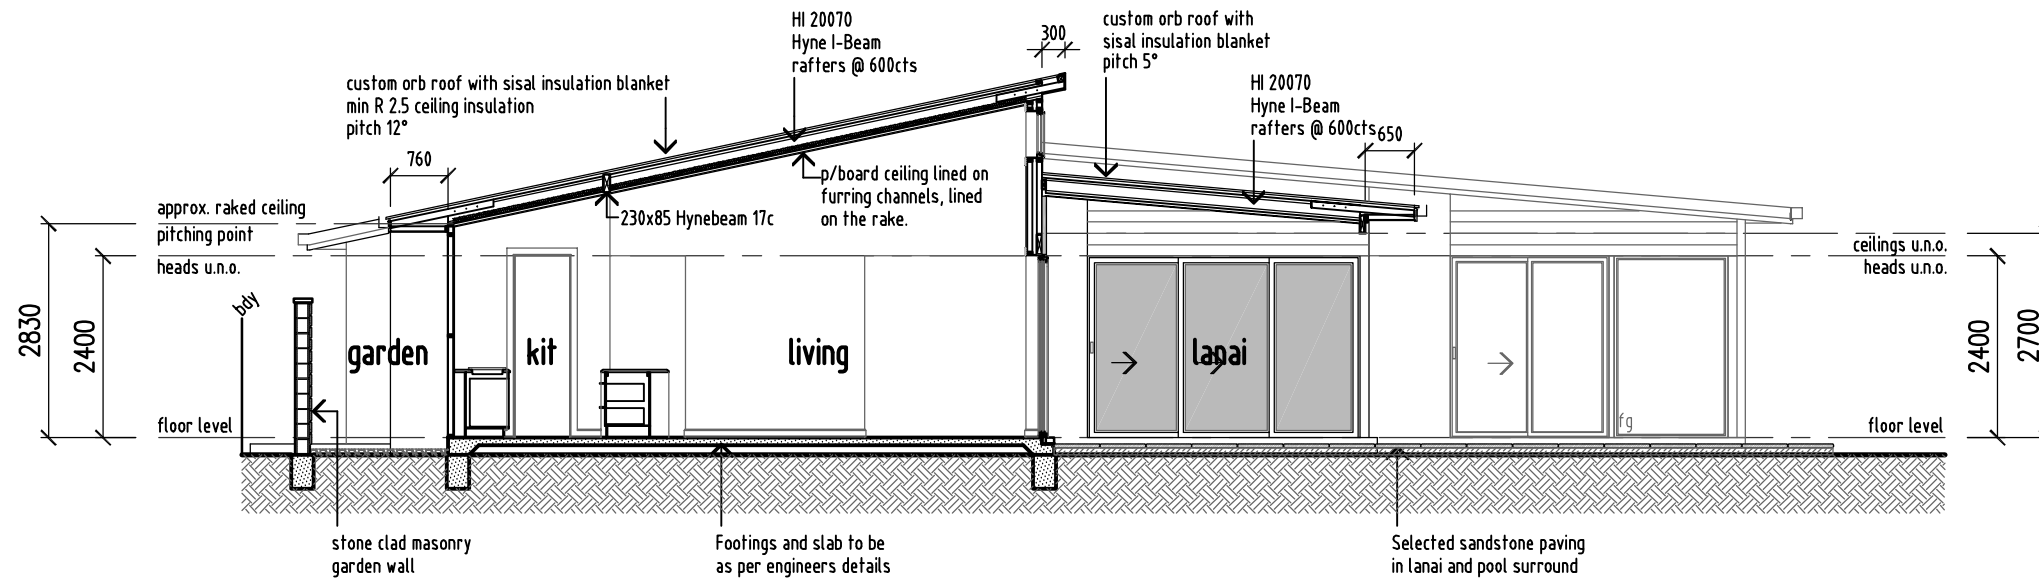 HI 20070
Hyne I-Beam
rafters @ 600cts
300
custom orb roof with
sisal insulation blanket
pitch 5°
custom orb roof with sisal insulation blanket
min R 2.5 ceiling insulation
pitch 12°
HI 20070
Hyne I-Beam
rafters @ 600cts
650
760
p/board ceiling lined on
furring channels, lined
on the rake.
230x85 Hynebeam 17c
approx. raked ceiling
pitching point
heads u.n.o.
ceilings u.n.o.
heads u.n.o.
bdy
2830
2400
garden
kit
living
lanai
2400
2700
fg
floor level
floor level
stone clad masonry
garden wall
Footings and slab to be
as per engineers details
Selected sandstone paving
in lanai and pool surround